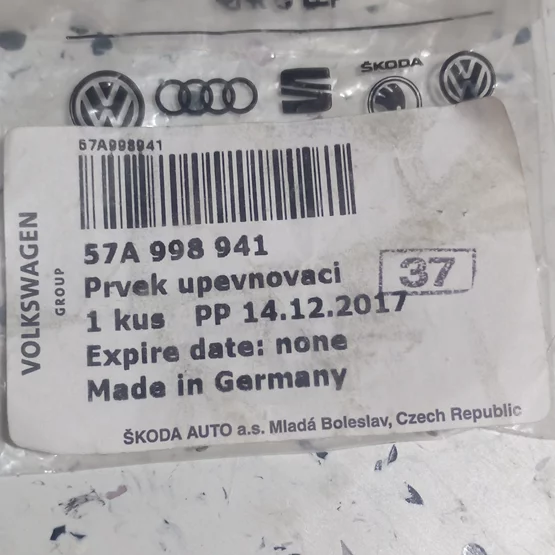 ŠKODA
57A998941
57A 998 941
Prvek upevnovaci
37
1 kus PP 14.12.2017
Expire date: none
Made in Germany
ŠKODA AUTO a.s. Mladá Boleslav, Czech Republic
VOLKSWAGEN
GROUP